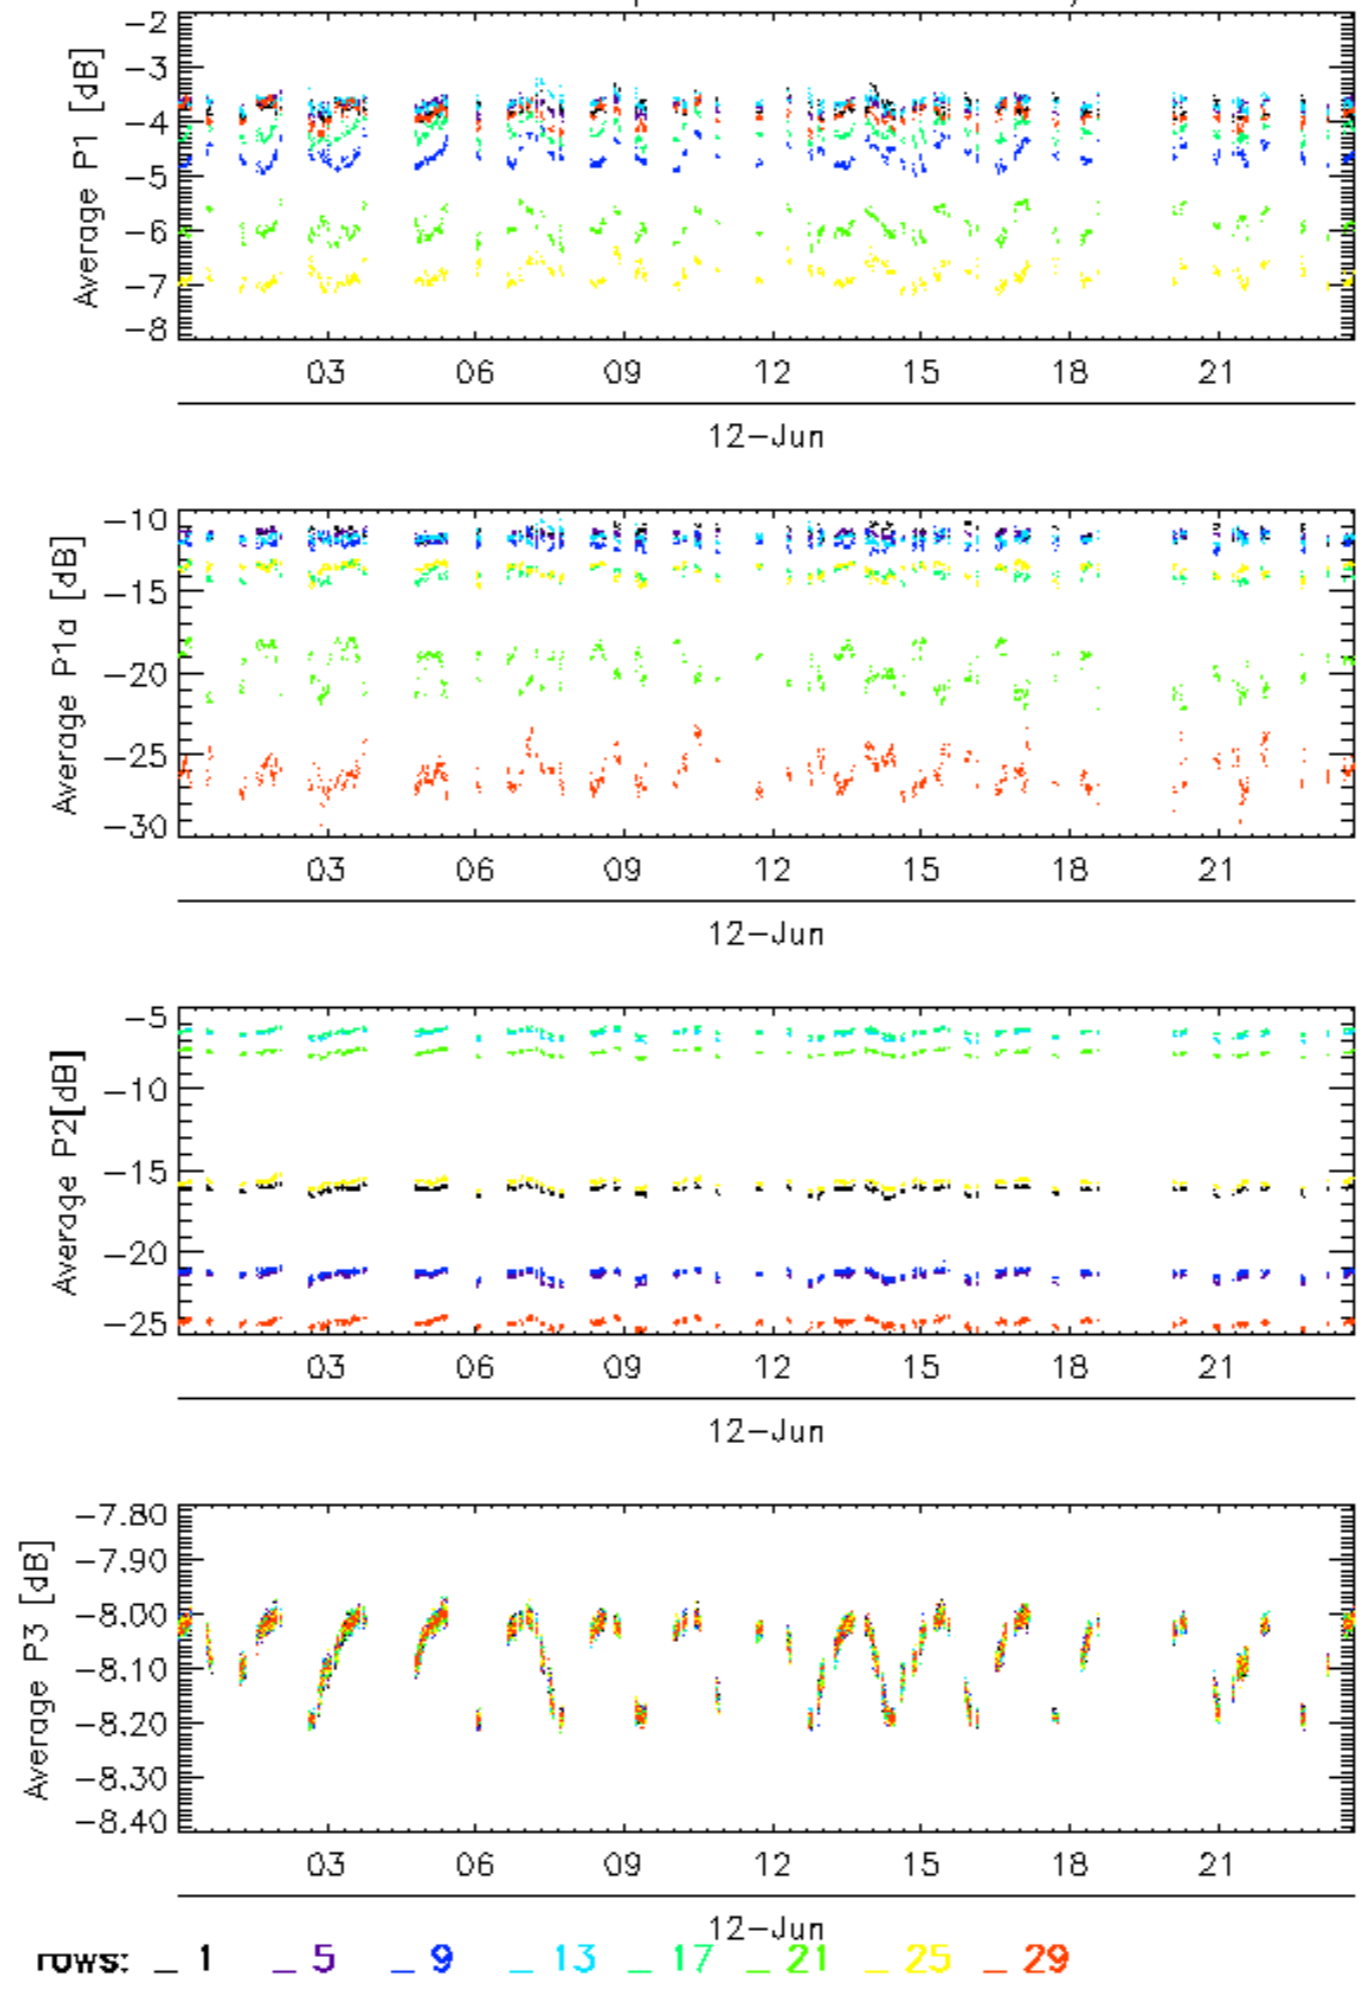 Average P1 [dB]
-2
-3
-4
-5
-6
-7
-8
03 06 09 12 15 18 21
12-Jun
Average P1a [dB]
-10
-15
-20
-25
-30
03 06 09 12 15 18 21
12-Jun
Average P2[dB]
-5
-10
-15
-20
-25
03 06 09 12 15 18 21
12-Jun
Average P3 [dB]
-7.80
-7.90
-8.00
-8.10
-8.20
-8.30
-8.40
03 06 09 12 15 18 21
12-Jun
rows: _ 1 _ 5 _ 9 _ 13 _ 17 _ 21 _ 25 _ 29